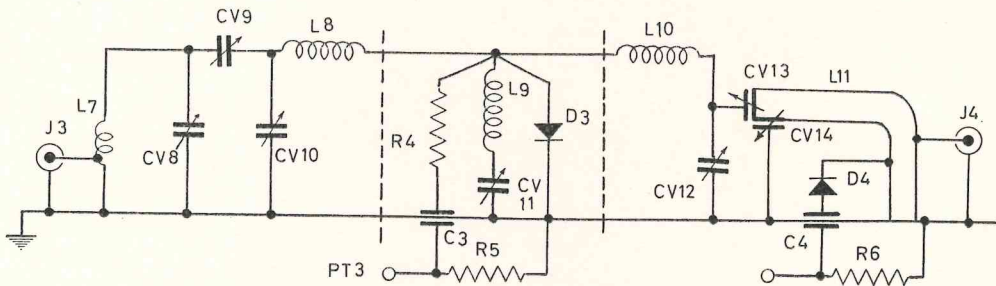 CV9
L8
L10
L7
J3
CV8
CV10
R4
L9
D3
CV
11
C3
R5
PT3
CV13
L11
CV14
CV12
D4
C4
R6
J4.